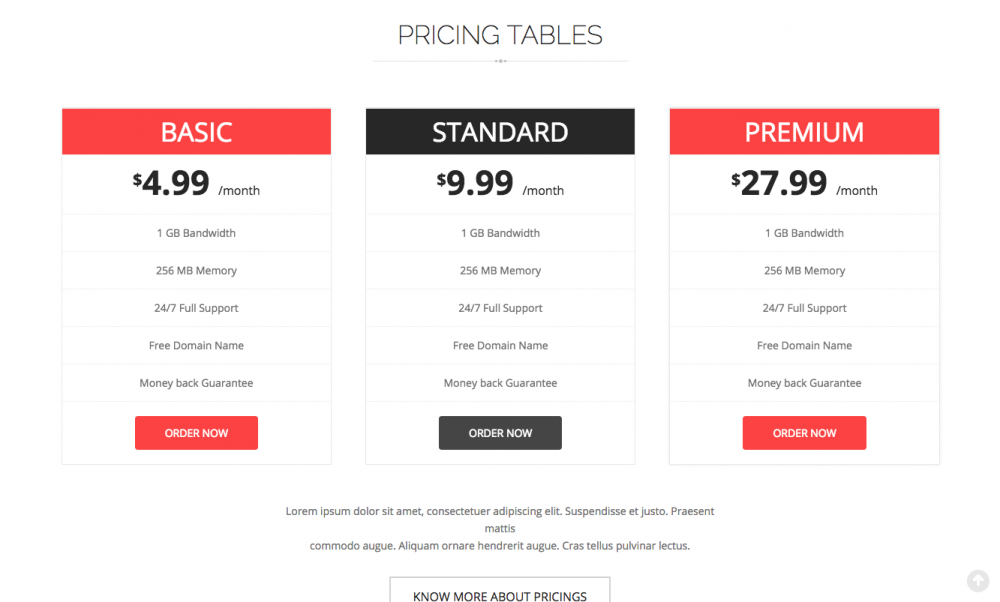 PRICING TABLES
BASIC
$4.99 /month
1 GB Bandwidth
256 MB Memory
24/7 Full Support
Free Domain Name
Money back Guarantee
ORDER NOW
STANDARD
$9.99 /month
1 GB Bandwidth
256 MB Memory
24/7 Full Support
Free Domain Name
Money back Guarantee
ORDER NOW
PREMIUM
$27.99 /month
1 GB Bandwidth
256 MB Memory
24/7 Full Support
Free Domain Name
Money back Guarantee
ORDER NOW
Lorem ipsum dolor sit amet, consectetuer adipiscing elit. Suspendisse et justo. Praesent
mattis
commodo augue. Aliquam ornare hendrerit augue. Cras tellus pulvinar lectus.
KNOW MORE ABOUT PRICINGS